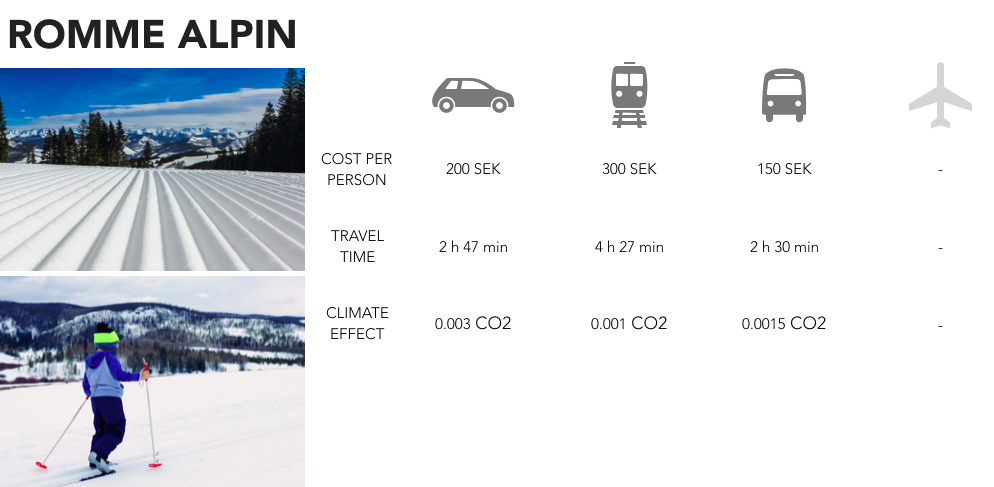 ROMME ALPIN
COST PER
PERSON
200 SEK
300 SEK
150 SEK
-
TRAVEL
TIME
2 h 47 min
4 h 27 min
2 h 30 min
-
CLIMATE
EFFECT
0.003 CO2
0.001 CO2
0.0015 CO2
-